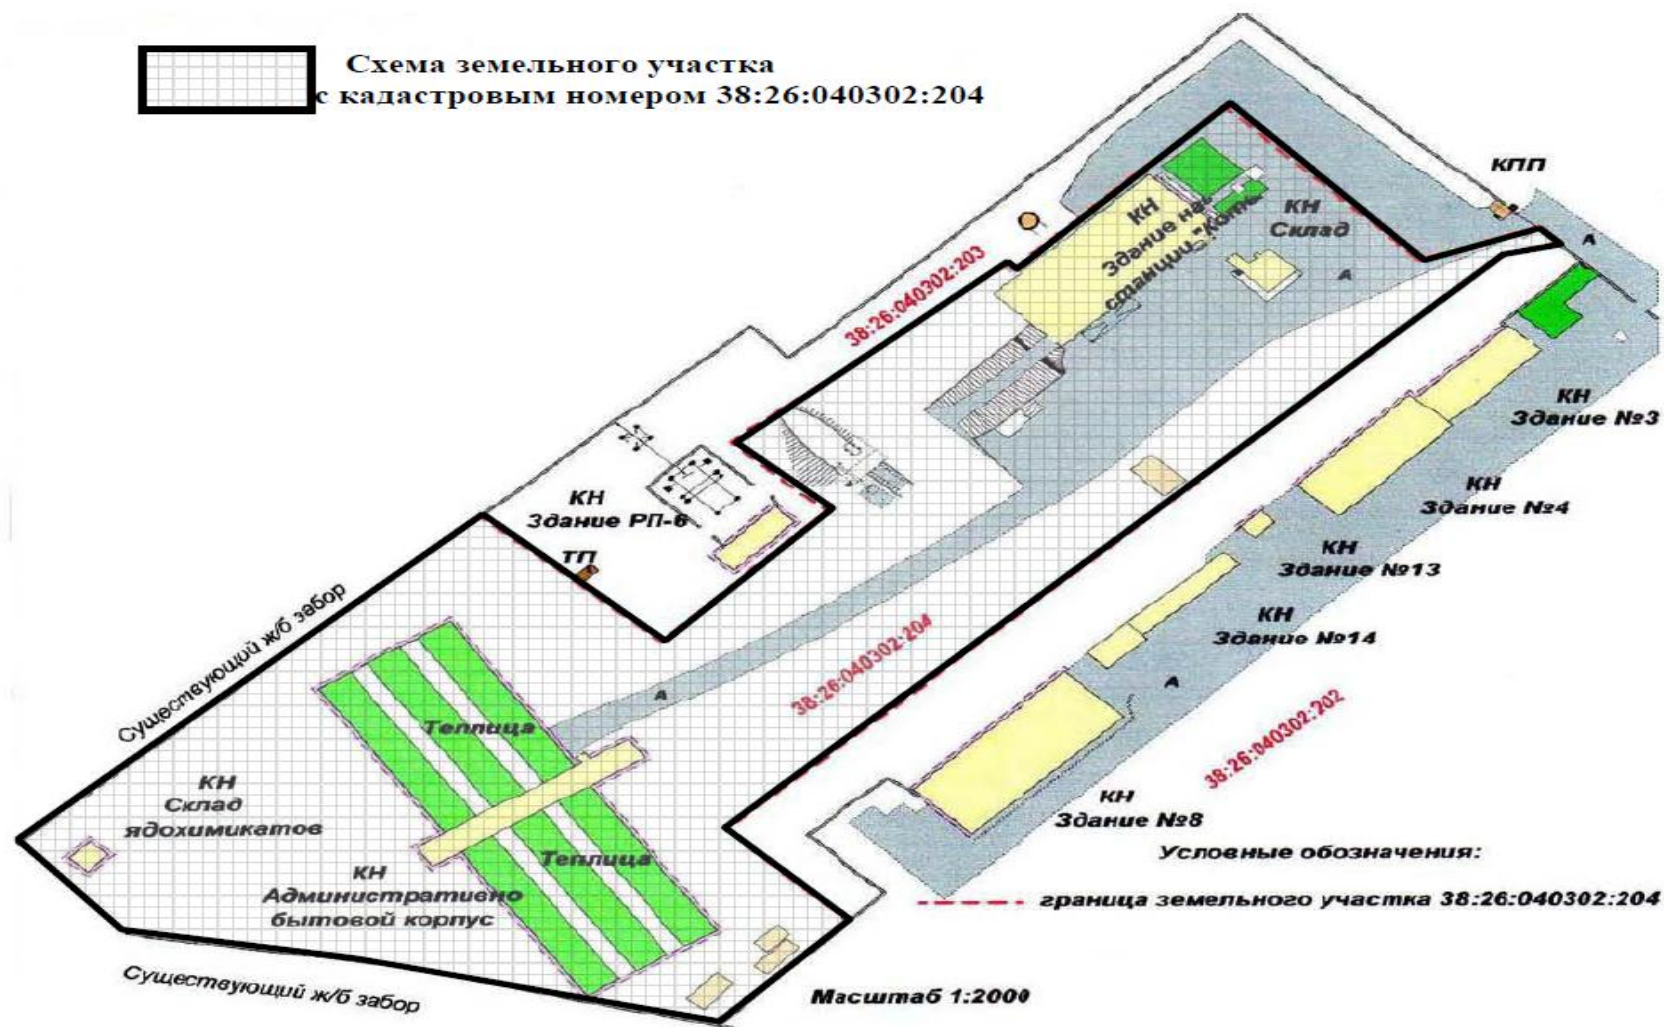 Схема земельного участка
с кадастровым номером 38:26:040302:204
КПП
КН
Здание
станции "Коть
КН
Склад
А
А
38:26:040302:203
КН
Здание №3
КН
Здание №4
КН
Здание РП-6
ТП
КН
Здание №13
КН
Здание №14
Существующий ж/б забор
38:26:040302:204
А
А
38:26:040302:202
Теплица
КН
Склад
ядохимикатов
КН
Здание №8
Теплица
КН
Административно
бытовой корпус
Условные обозначения:
граница земельного участка 38:26:040302:204
Существующий ж/б забор
Масштаб 1:2000